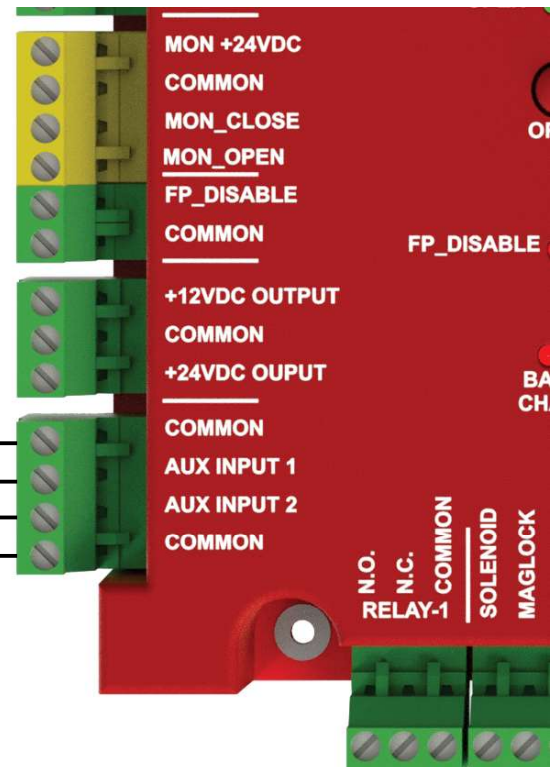 MON +24VDC
COMMON
MON_CLOSE
MON_OPEN
FP_DISABLE
COMMON
FP_DISABLE
+12VDC OUTPUT
COMMON
+24VDC OUPUT
COMMON
AUX INPUT 1
AUX INPUT 2
COMMON
N.O.
N.C.
COMMON
RELAY-1
SOLENOID
MAGLOCK